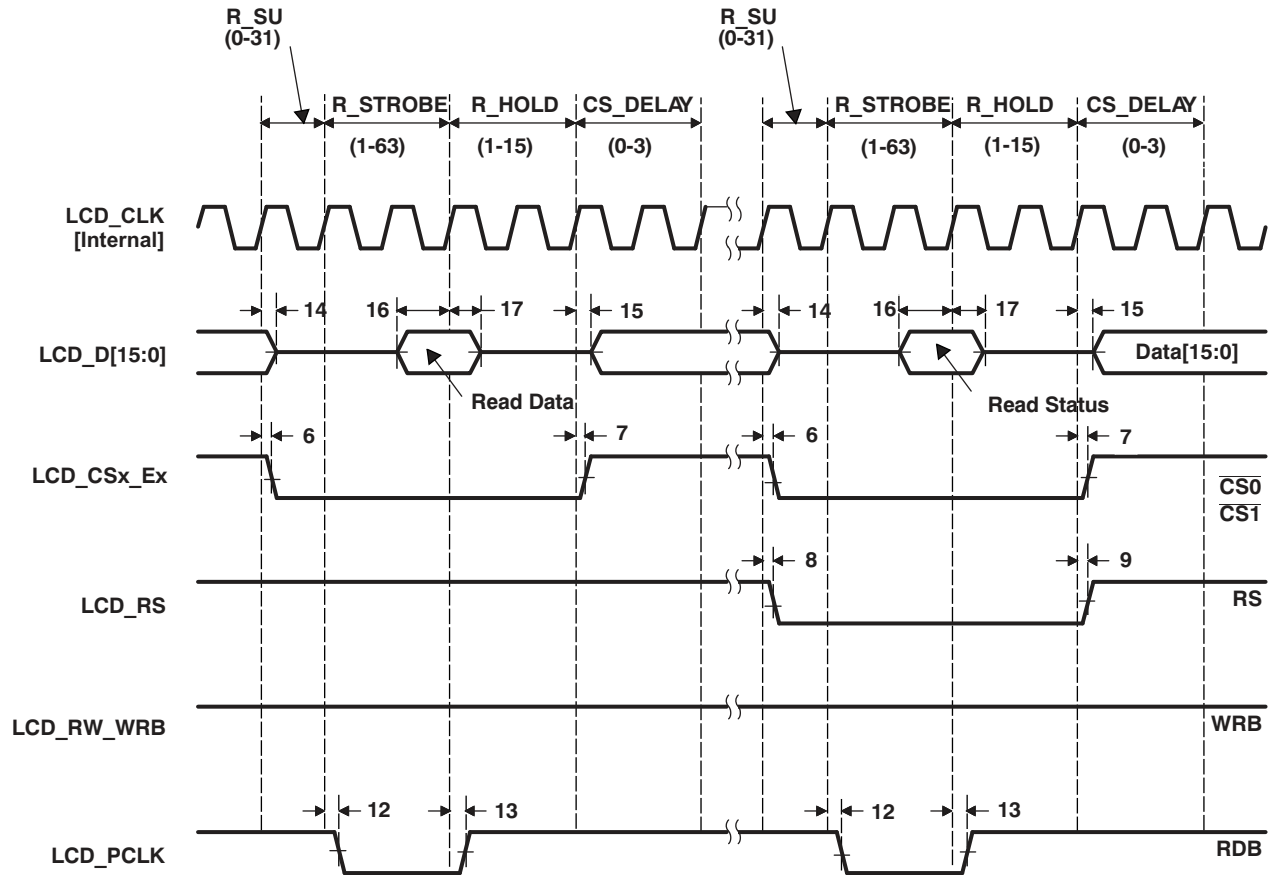 R_SU
(0-31)
R_SU
(0-31)
R_STROBE R_HOLD CS_DELAY R_STROBE R_HOLD CS_DELAY
(1-63) (1-15) (0-3) (1-63) (1-15) (0-3)
LCD_CLK
[Internal]
14 16 17 15 14 16 17 15
LCD_D[15:0] Data[15:0]
Read Data Read Status
6 7 6 7
LCD_CSx_Ex
CS0
CS1
8 9
LCD_RS RS
LCD_RW_WRB WRB
12 13 12 13
LCD_PCLK RDB